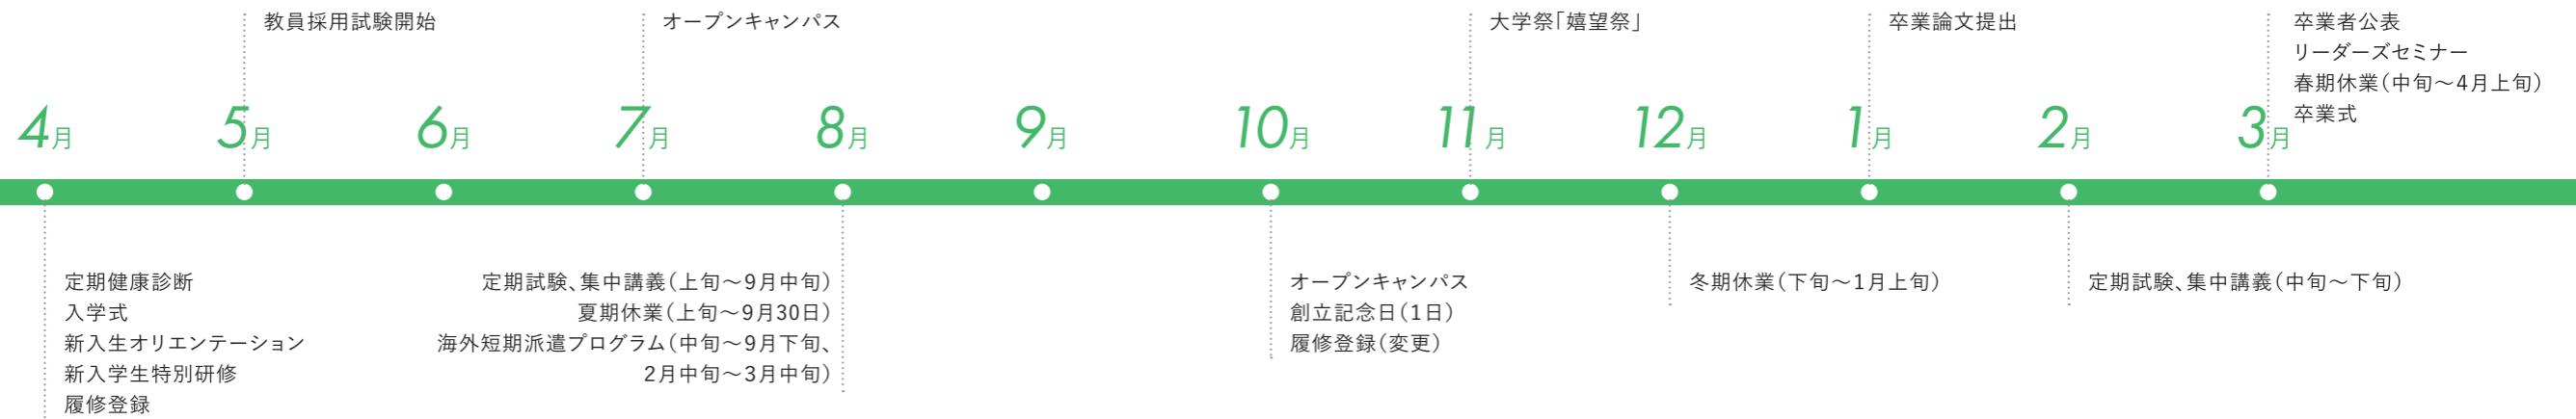 教員採用試験開始
オープンキャンパス
大学祭「嬉望祭」
卒業論文提出
卒業者公表
リーダーズセミナー
春期休業（中旬～4月上旬）
卒業式
4月
5月
6月
7月
8月
9月
10月
11月
12月
1月
2月
3月
定期健康診断
入学式
新入生オリエンテーション
新入学生特別研修
履修登録
定期試験、集中講義（上旬～9月中旬）
夏期休業（上旬～9月30日）
海外短期派遣プログラム（中旬～9月下旬、
2月中旬～3月中旬）
オープンキャンパス
創立記念日（1日）
履修登録（変更）
冬期休業（下旬～1月上旬）
定期試験、集中講義（中旬～下旬）